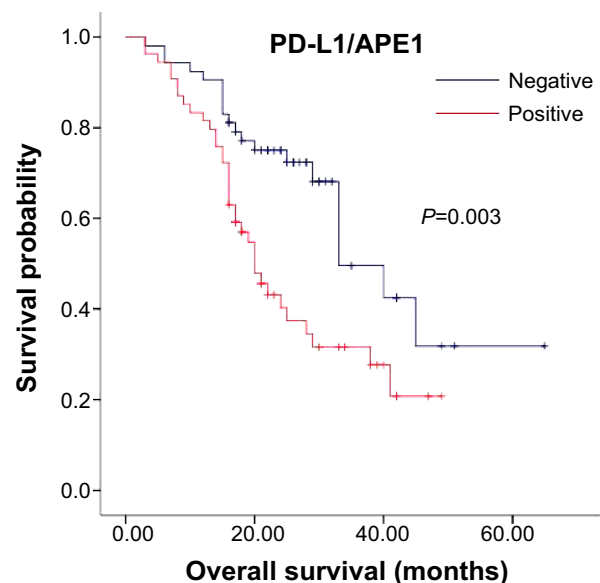 PD-L1/APE1
Negative
Positive
P=0.003
Survival probability
1.0
0.8
0.6
0.4
0.2
0.0
0.00 20.00 40.00 60.00
Overall survival (months)